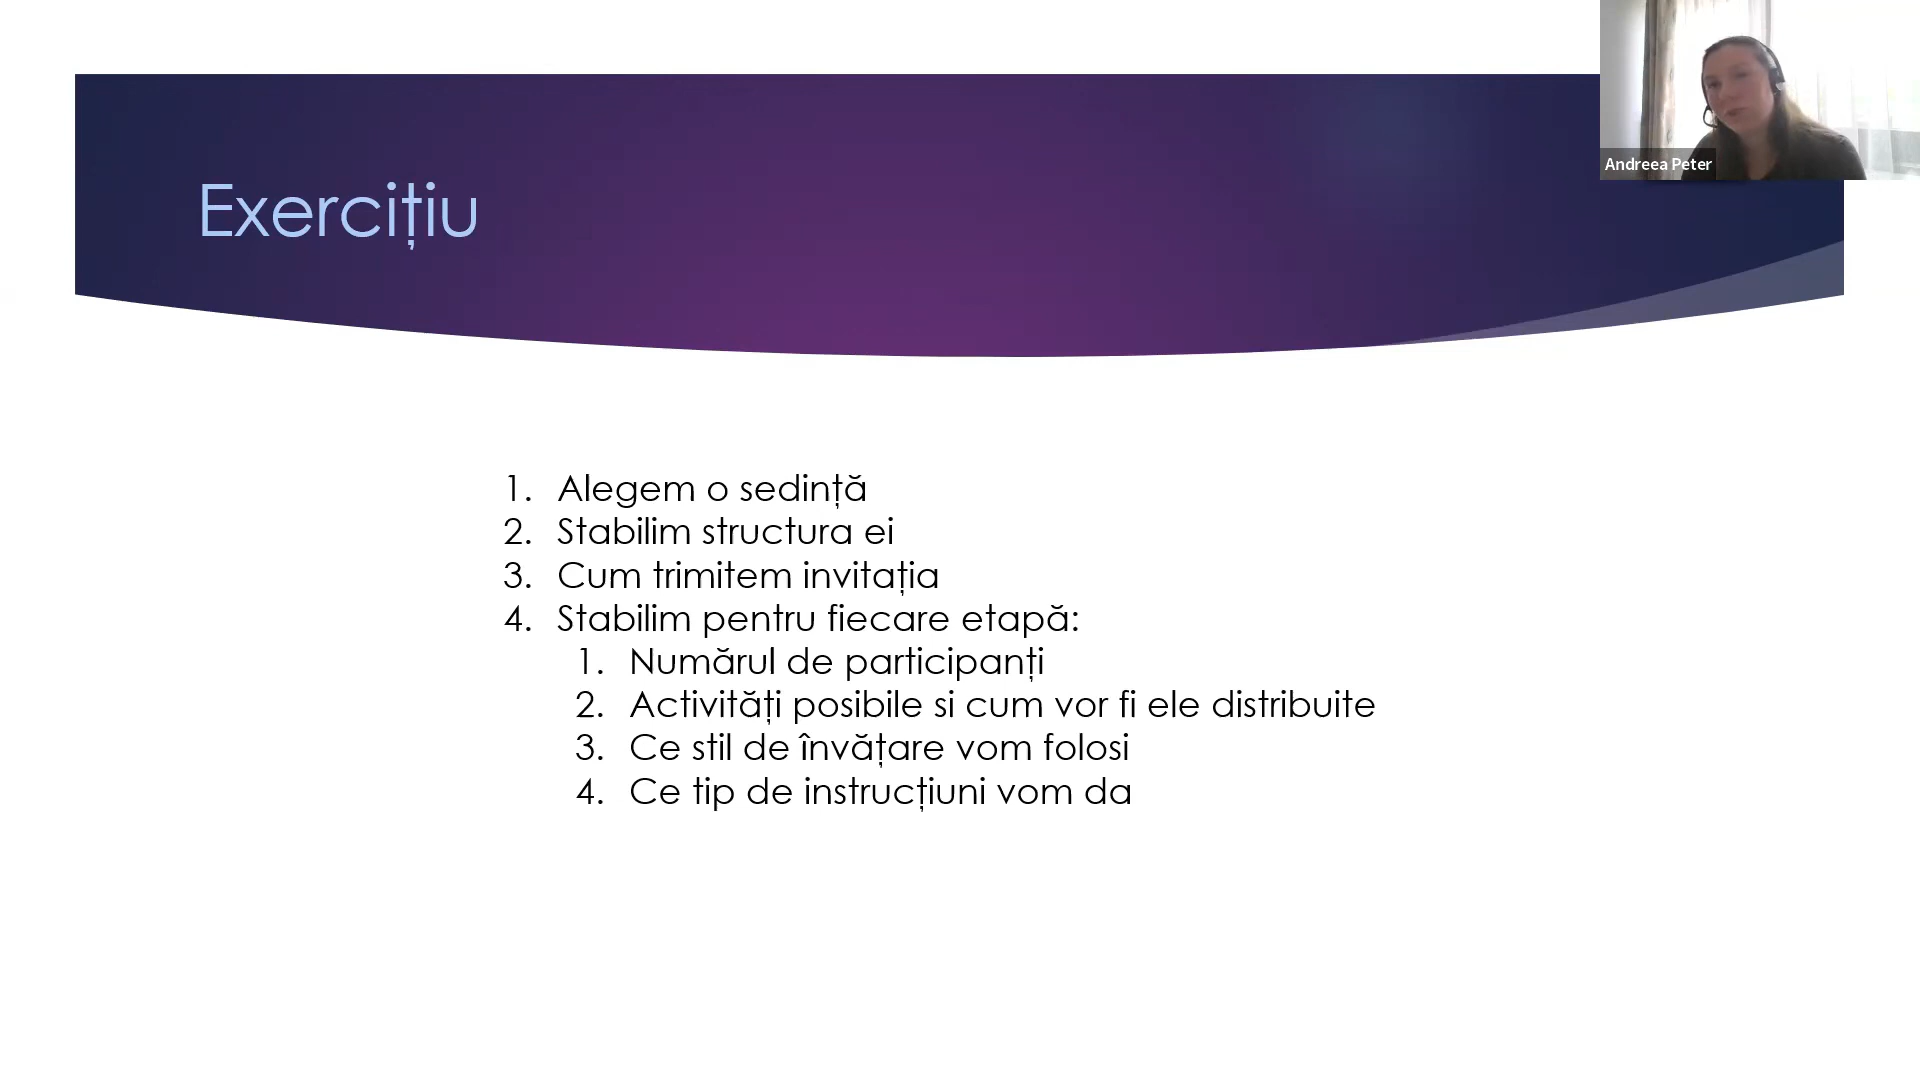 Andreea Peter
Exercițiu
1. Alegem o sedință
2. Stabilim structura ei
3. Cum trimitem invitația
4. Stabilim pentru fiecare etapă:
1. Numărul de participanți
2. Activități posibile si cum vor fi ele distribuite
3. Ce stil de învățare vom folosi
4. Ce tip de instrucțiuni vom da